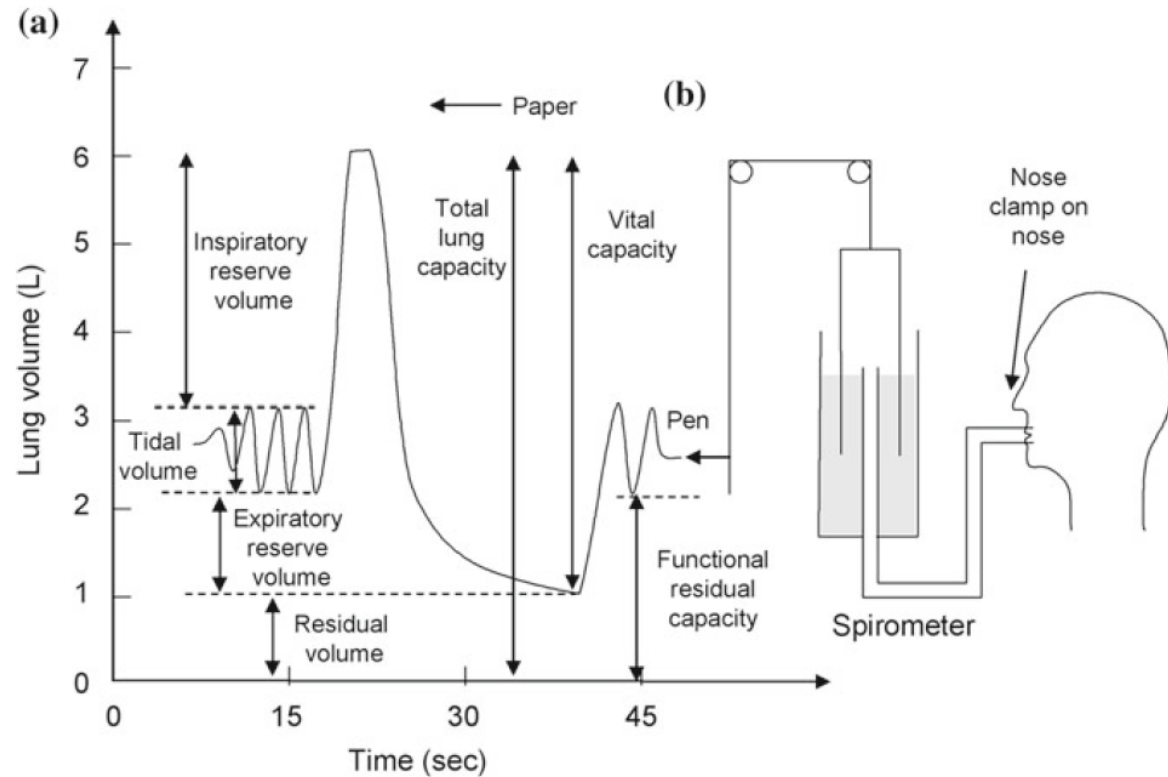 (a)
7
6
5
4
3
2
1
0
Lung volume (L)
0
15
30
45
Time (sec)
Paper
Inspiratory
reserve
volume
Total
lung
capacity
Vital
capacity
Tidal
volume
Expiratory
reserve
volume
Residual
volume
Functional
residual
capacity
Pen
(b)
Nose
clamp on
nose
Spirometer